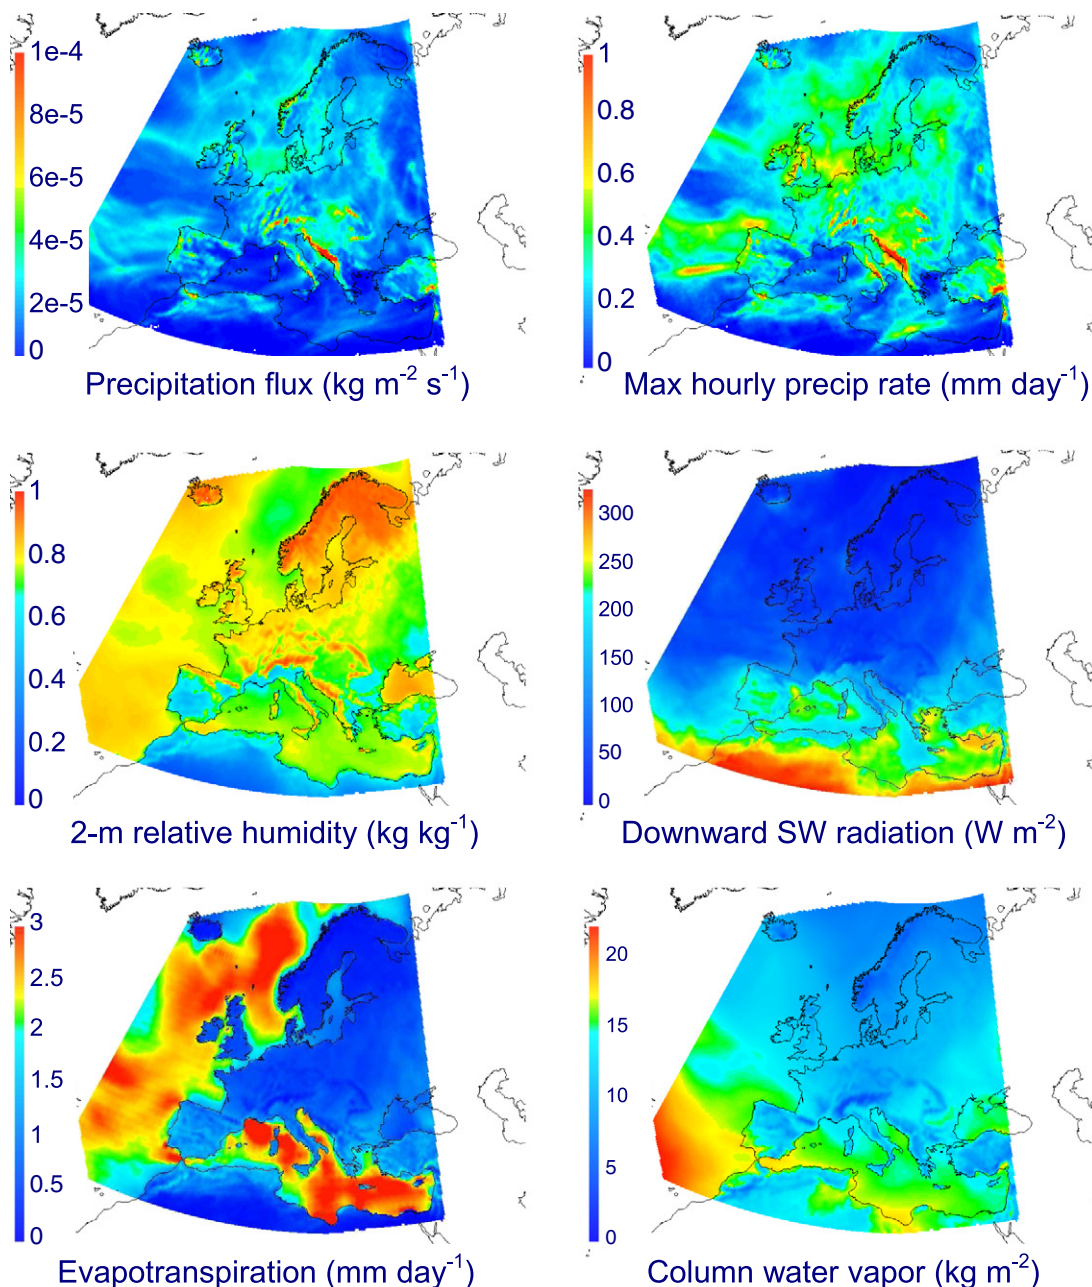 1e-4
8e-5
6e-5
4e-5
2e-5
0
Precipitation flux (kg m⁻² s⁻¹)
1
0.8
0.6
0.4
0.2
0
Max hourly precip rate (mm day⁻¹)
1
0.8
0.6
0.4
0.2
0
2-m relative humidity (kg kg⁻¹)
300
250
200
150
100
50
0
Downward SW radiation (W m⁻²)
3
2.5
2
1.5
1
0.5
0
Evapotranspiration (mm day⁻¹)
20
15
10
5
0
Column water vapor (kg m⁻²)